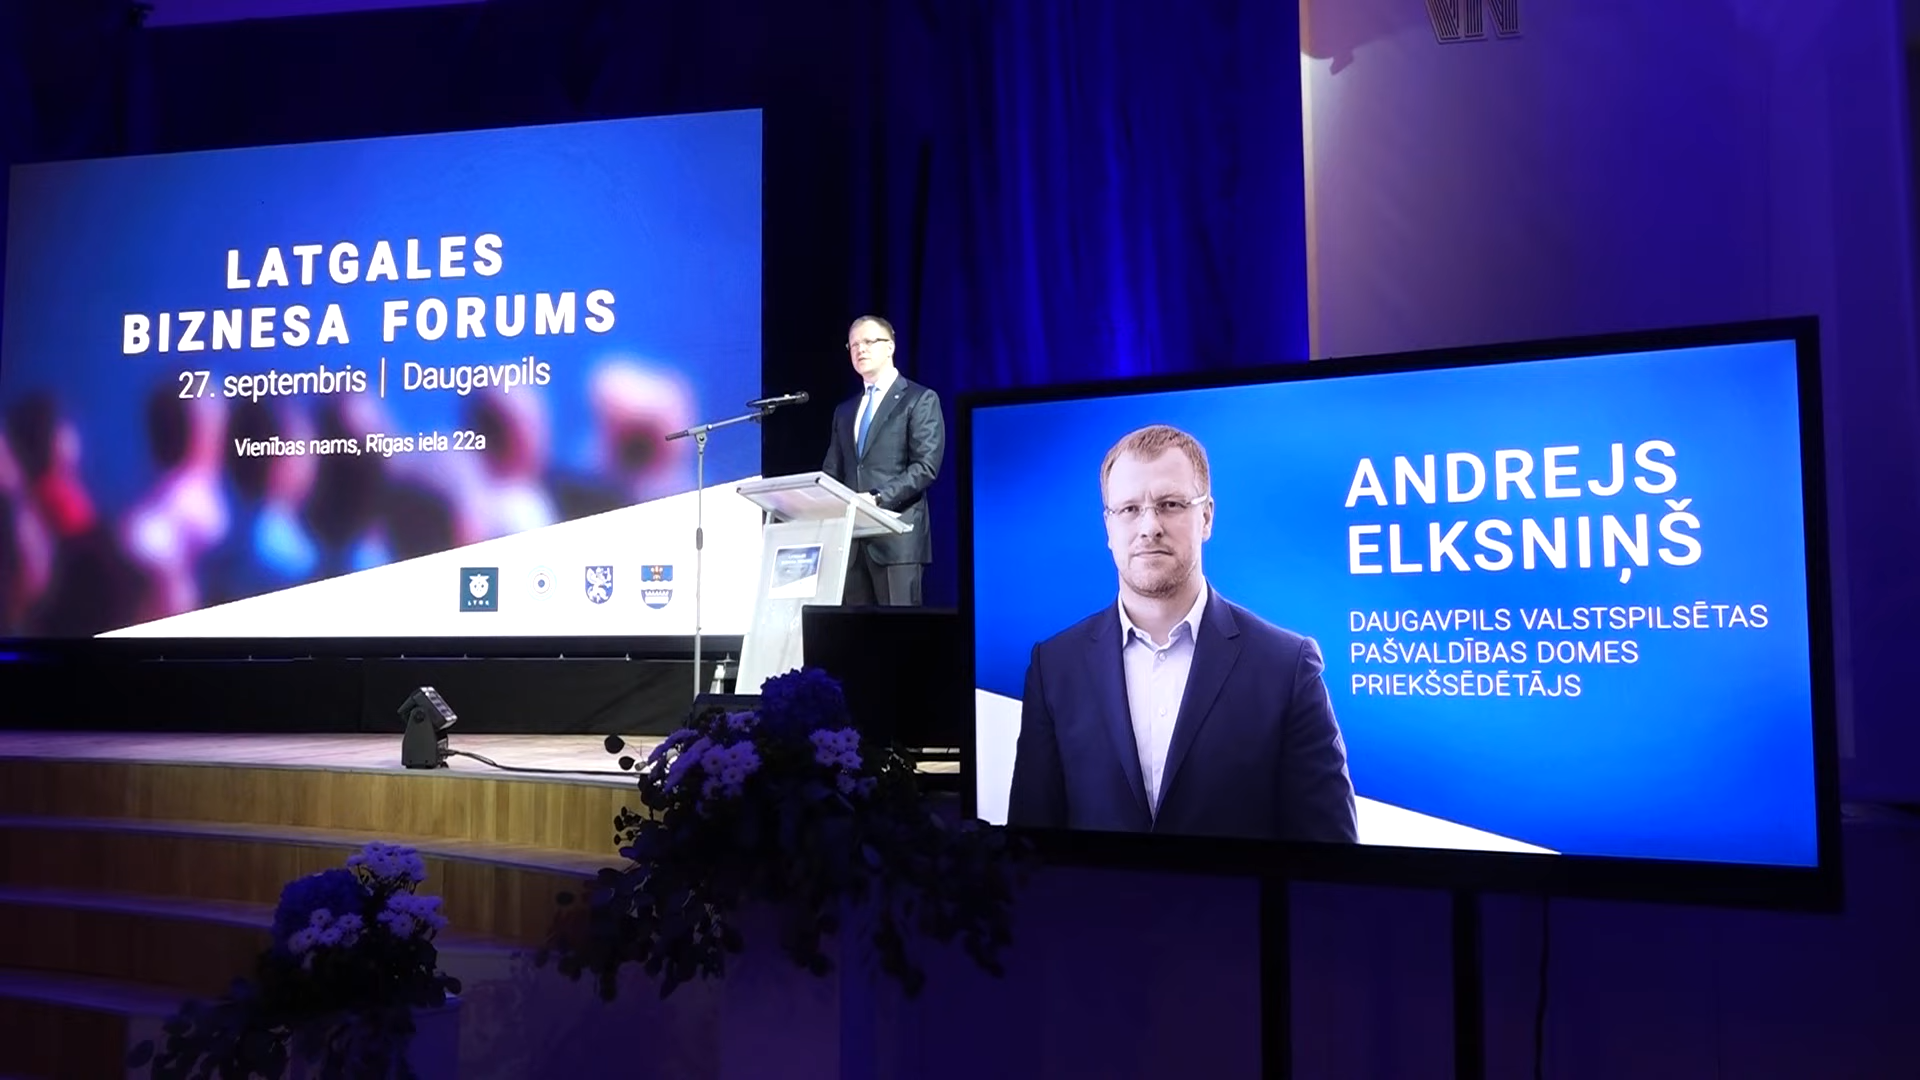 LATGALES
BIZNESA FORUMS
27. septembris | Daugavpils
Vienības nams, Rīgas iela 22a
ANDREJS
ELKSNIŅŠ
DAUGAVPILS VALSTSPILSĒTAS
PAŠVALDĪBAS DOMES
PRIEKŠSĒDĒTĀJS